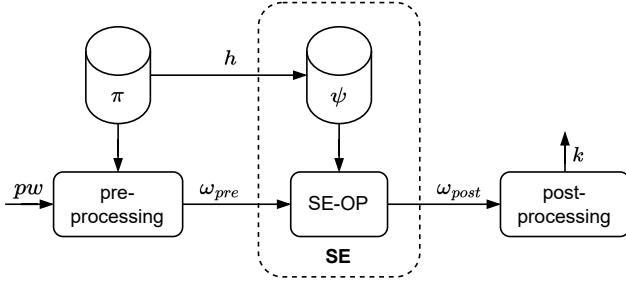 h
π
ψ
k
pw
pre-
processing
ω_pre
SE-OP
ω_post
post-
processing
SE